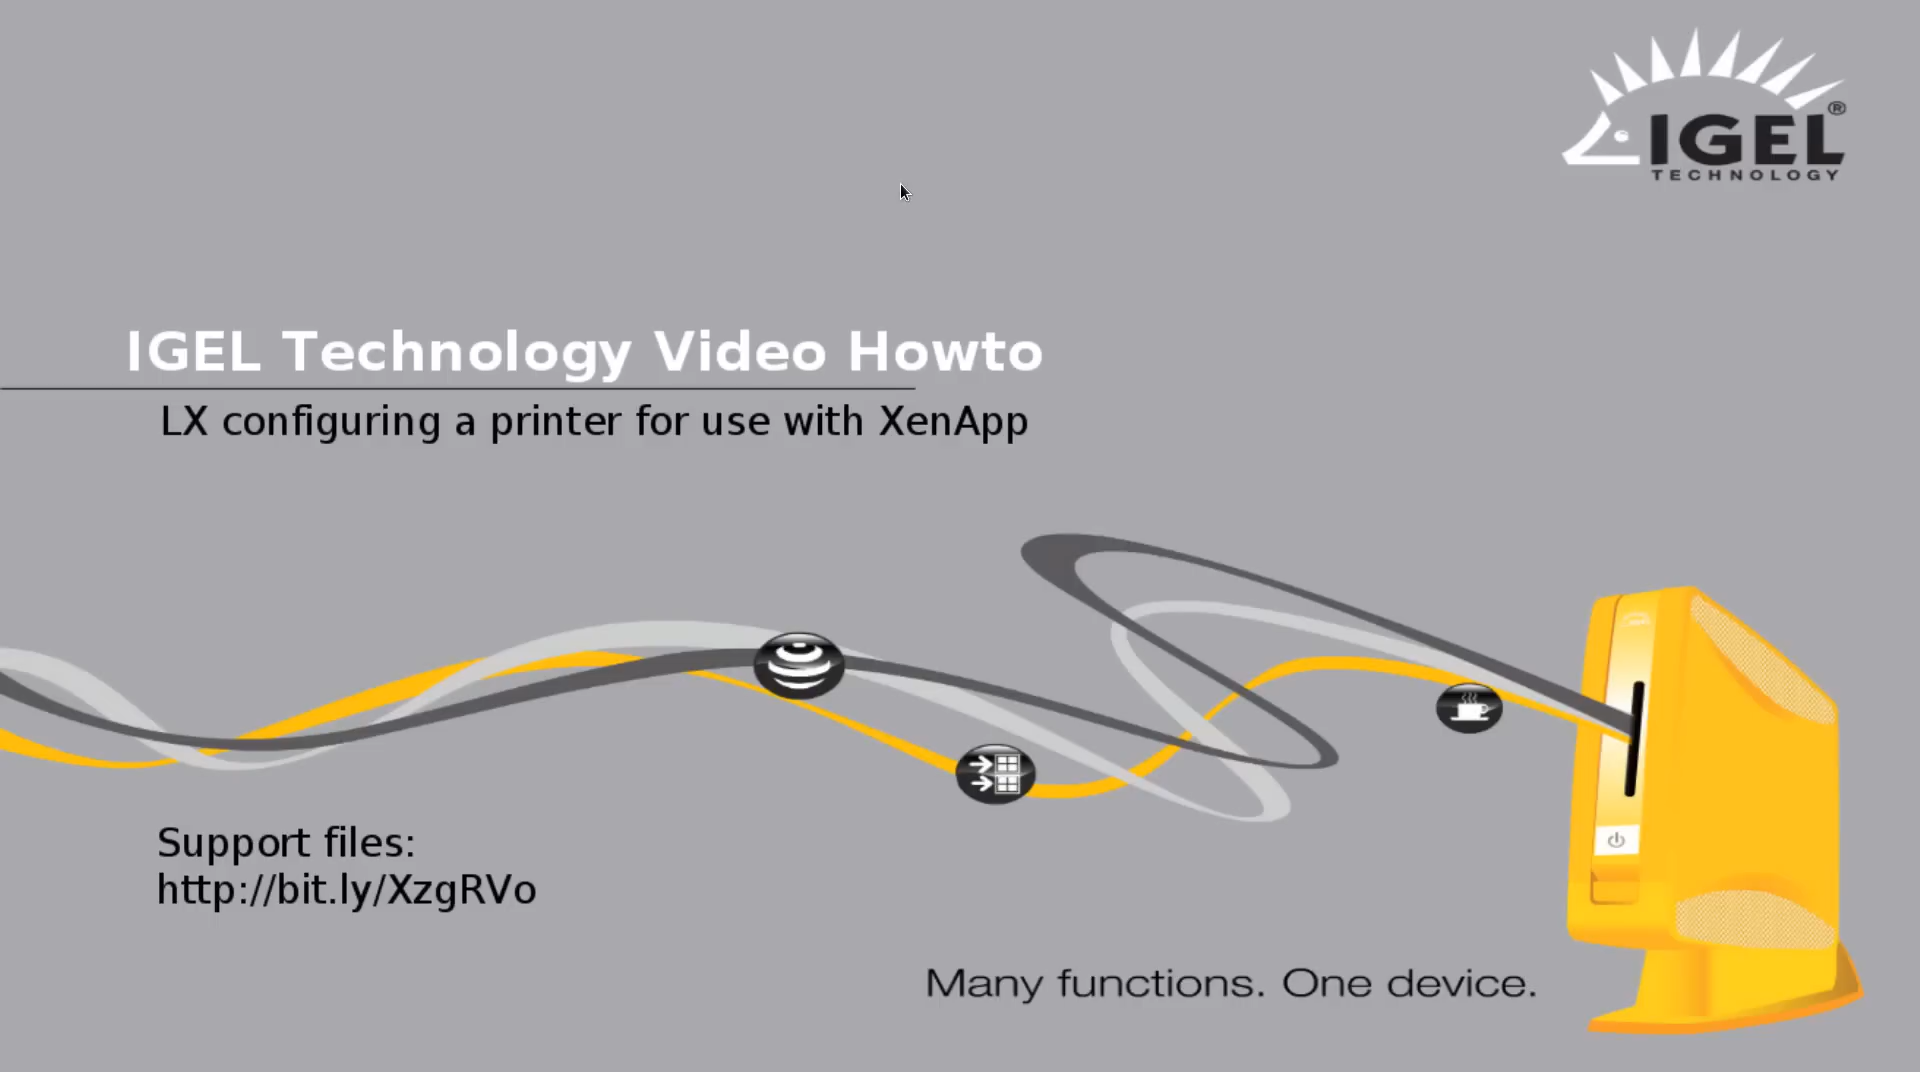 IGEL®
TECHNOLOGY
IGEL Technology Video Howto
LX configuring a printer for use with XenApp
Support files:
http://bit.ly/XzgRVo
Many functions. One device.